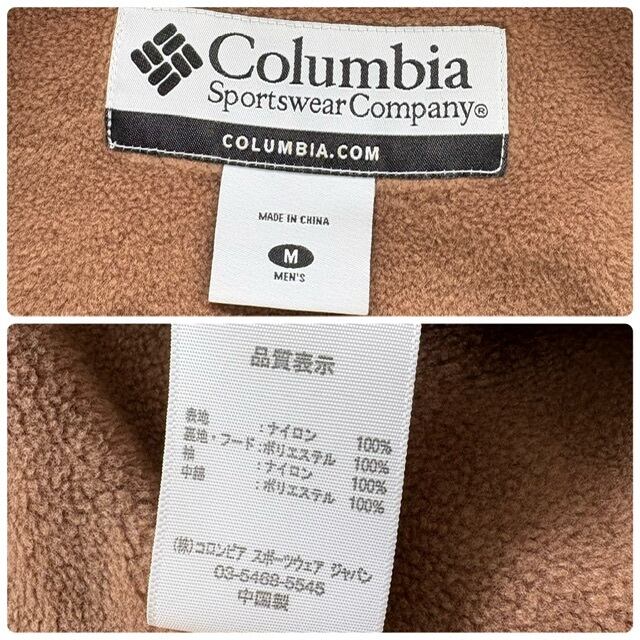 Columbia
Sportswear Company®
COLUMBIA.COM
MADE IN CHINA
M
MEN'S
品質表示
表地 : ナイロン 100%
裏地・フード : ポリエステル 100%
袖 : ナイロン 100%
中綿 : ポリエステル 100%
(株)コロンビア スポーツウェア ジャパン
03-5469-5545
中国製